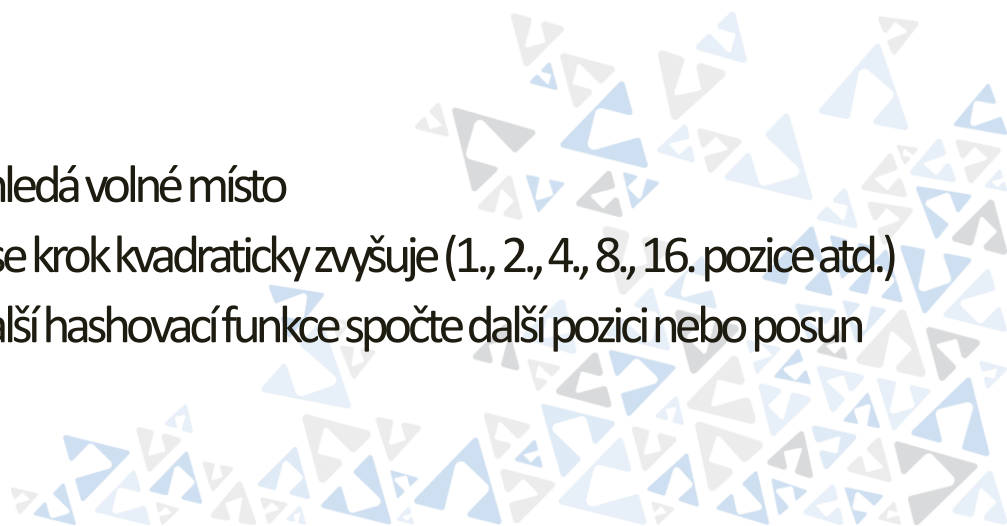 hledá volné místo
se krok kvadraticky zvyšuje (1., 2., 4., 8., 16. pozice atd.)
alší hashovací funkce spočte další pozici nebo posun